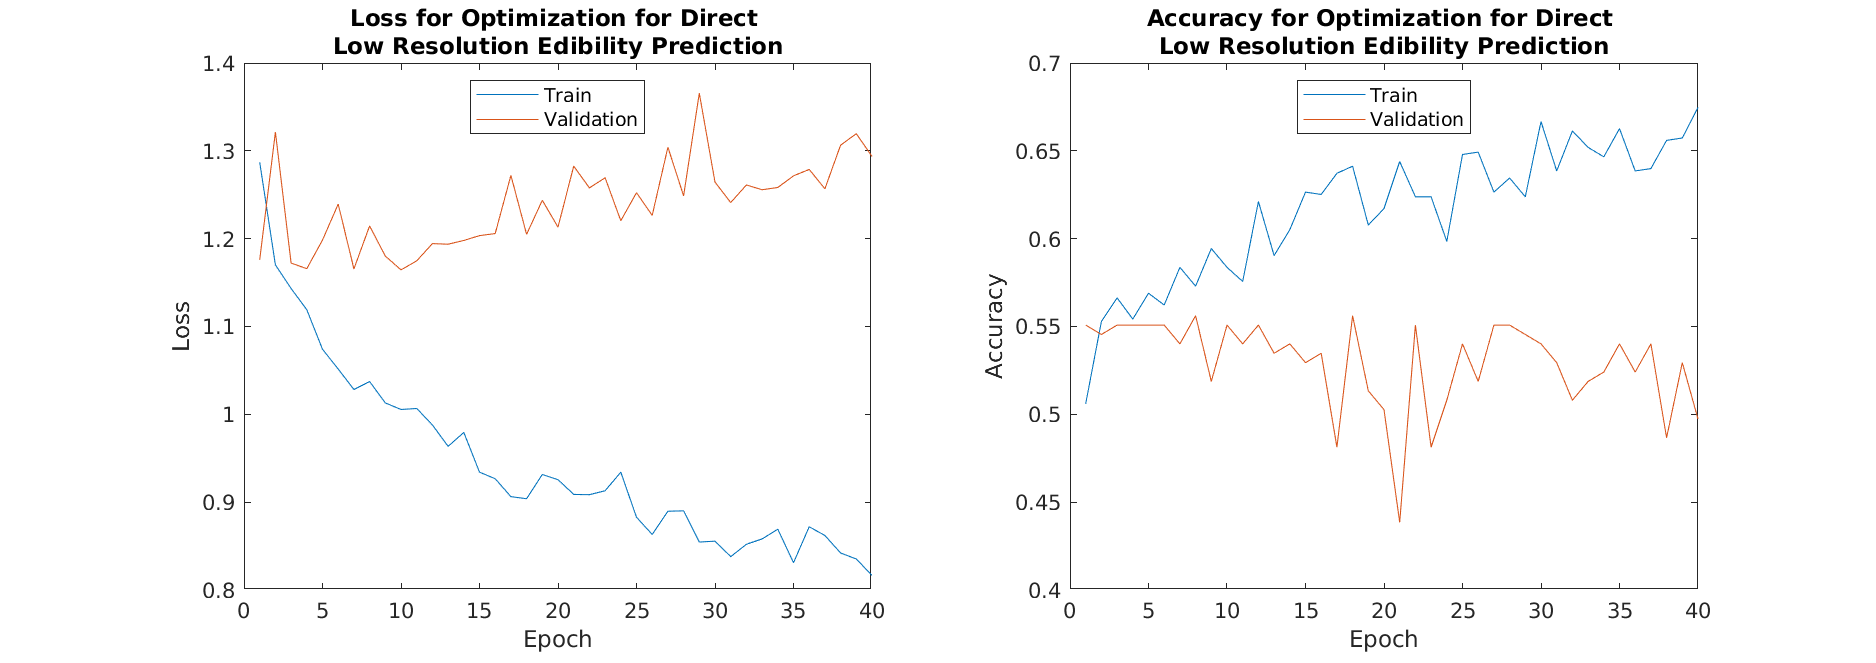 Loss for Optimization for Direct
Low Resolution Edibility Prediction
1.4
1.3
1.2
1.1
1
0.9
0.8
Loss
Train
Validation
0 5 10 15 20 25 30 35 40
Epoch
Accuracy for Optimization for Direct
Low Resolution Edibility Prediction
0.7
0.65
0.6
0.55
0.5
0.45
0.4
Accuracy
Train
Validation
0 5 10 15 20 25 30 35 40
Epoch